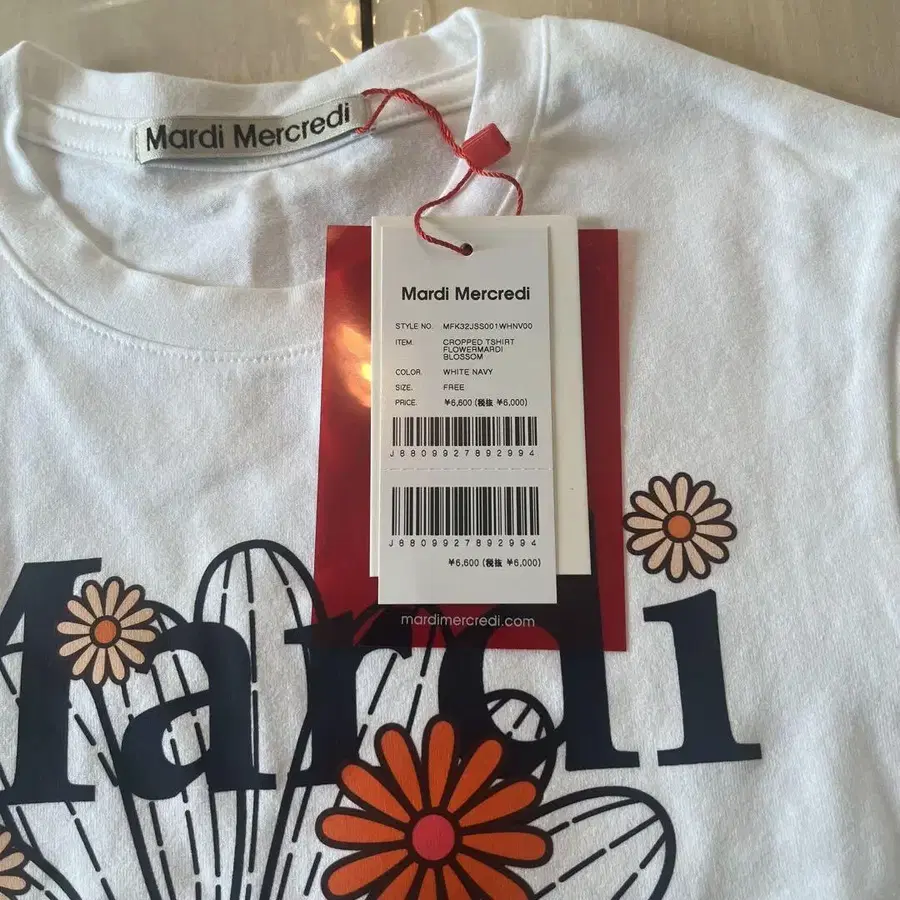 Mardi Mercredi
Mardi Mercredi
STYLE NO. MFK32JSS001WHNV00
ITEM. CROPPED TSHIRT
FLOWERMARDI
BLOSSOM
COLOR. WHITE NAVY
SIZE. FREE
PRICE. ¥6,600 (税抜 ¥6,000)
J8809927892994
J8809927892994
¥6,600 (税抜 ¥6,000)
mardimercredi.com
Mardi